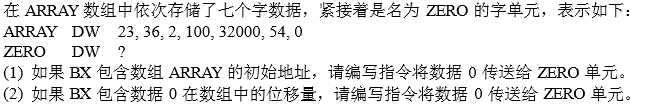 在 ARRAY 数组中依次存储了七个字数据，紧接着是名为 ZERO 的字单元，表示如下：
ARRAY DW 23, 36, 2, 100, 32000, 54, 0
ZERO DW ?
(1) 如果 BX 包含数组 ARRAY 的初始地址，请编写指令将数据 0 传送给 ZERO 单元。
(2) 如果 BX 包含数据 0 在数组中的位移量，请编写指令将数据 0 传送给 ZERO 单元。